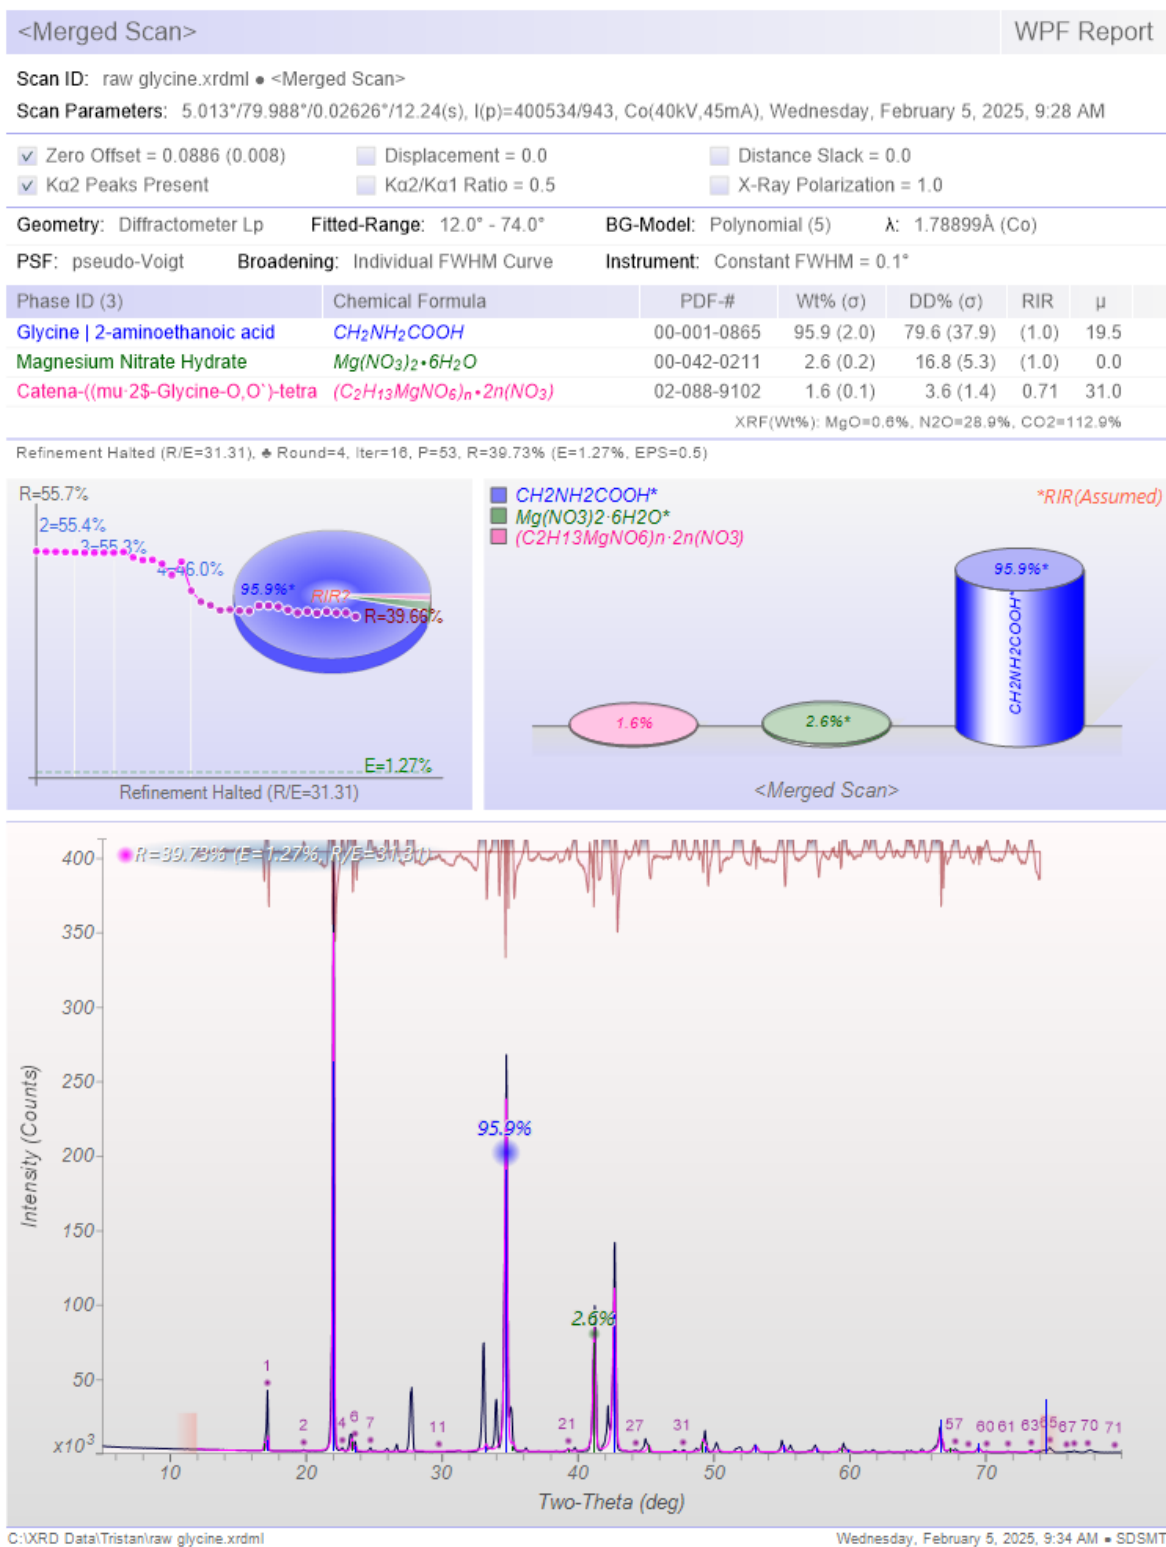 <Merged Scan> WPF Report
Scan ID: raw glycine.xrdml ● <Merged Scan>
Scan Parameters: 5.013°/79.988°/0.02626°/12.24(s), I(p)=400534/943, Co(40kV,45mA), Wednesday, February 5, 2025, 9:28 AM
Zero Offset = 0.0886 (0.008) Displacement = 0.0 Distance Slack = 0.0
Kα2 Peaks Present Kα2/Kα1 Ratio = 0.5 X-Ray Polarization = 1.0
Geometry: Diffractometer Lp Fitted-Range: 12.0° - 74.0° BG-Model: Polynomial (5) λ: 1.78899Å (Co)
PSF: pseudo-Voigt Broadening: Individual FWHM Curve Instrument: Constant FWHM = 0.1°
Phase ID (3) Chemical Formula PDF-# Wt% (σ) DD% (σ) RIR μ
Glycine | 2-aminoethanoic acid CH₂NH₂COOH 00-001-0865 95.9 (2.0) 79.6 (37.9) (1.0) 19.5
Magnesium Nitrate Hydrate Mg(NO₃)₂•6H₂O 00-042-0211 2.6 (0.2) 16.8 (5.3) (1.0) 0.0
Catena-((mu·2$-Glycine-O,O`)-tetra (C₂H₁₃MgNO₆)ₙ•2n(NO₃) 02-088-9102 1.6 (0.1) 3.6 (1.4) 0.71 31.0
XRF(Wt%): MgO=0.6%, N2O=28.9%, CO2=112.9%
Refinement Halted (R/E=31.31), ♣ Round=4, Iter=16, P=53, R=39.73% (E=1.27%, EPS=0.5)
R=55.7%
2=55.4%
3=55.3%
4=46.0%
95.9%* RIR?
R=39.66%
E=1.27%
Refinement Halted (R/E=31.31)
CH2NH2COOH* *RIR(Assumed)
Mg(NO3)2·6H2O*
(C2H13MgNO6)n·2n(NO3)
95.9%*
CH2NH2COOH*
1.6% 2.6%*
<Merged Scan>
R=39.73% (E=1.27%, R/E=31.31)
400
350
300
250
200
150
100
50
x10³
Intensity (Counts)
95.9%
2.6%
1 2 4 6 7 11 21 27 31 57 60 61 63 65 67 70 71
10 20 30 40 50 60 70
Two-Theta (deg)
C:\XRD Data\Tristan\raw glycine.xrdml Wednesday, February 5, 2025, 9:34 AM ● SDSMT